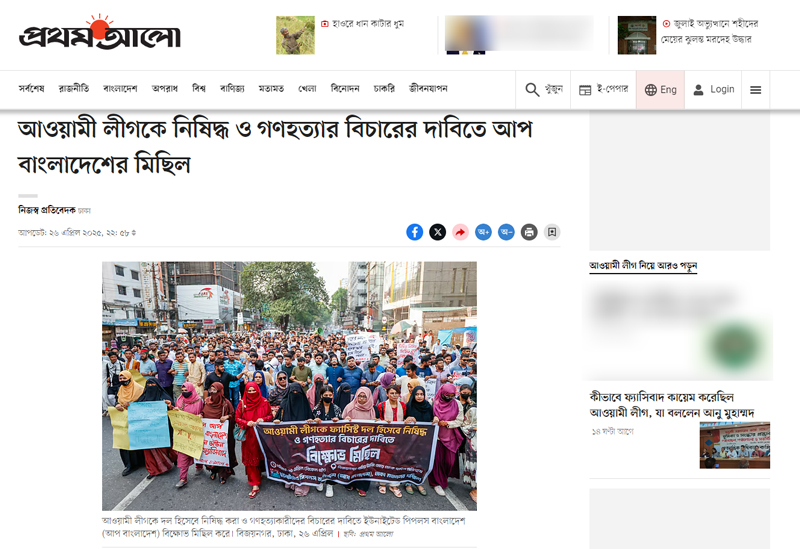 প্রথম আলো
হাওরে ধান কাটার ধুম
জুলাই অভ্যুত্থানে শহীদের
মেয়ের ঝুলন্ত মরদেহ উদ্ধার
সর্বশেষ রাজনীতি বাংলাদেশ অপরাধ বিশ্ব বাণিজ্য মতামত খেলা বিনোদন চাকরি জীবনযাপন
খুঁজুন ই-পেপার Eng Login
আওয়ামী লীগকে নিষিদ্ধ ও গণহত্যার বিচারের দাবিতে আপ
বাংলাদেশের মিছিল
নিজস্ব প্রতিবেদক ঢাকা
আপডেট: ২৬ এপ্রিল ২০২৫, ২২: ৫৮
অ+ অ-
আওয়ামী লীগকে ফ্যাসিস্ট দল হিসেবে নিষিদ্ধ
ও গণহত্যার বিচারের দাবিতে
বিক্ষোভ মিছিল
আওয়ামী লীগকে দল হিসেবে নিষিদ্ধ করা ও গণহত্যাকারীদের বিচারের দাবিতে ইউনাইটেড পিপলস বাংলাদেশ
(আপ বাংলাদেশ) বিক্ষোভ মিছিল করে। বিজয়নগর, ঢাকা, ২৬ এপ্রিল | ছবি: প্রথম আলো
আওয়ামী লীগ নিয়ে আরও পড়ুন
কীভাবে ফ্যাসিবাদ কায়েম করেছিল
আওয়ামী লীগ, যা বললেন আনু মুহাম্মদ
১৪ ঘণ্টা আগে